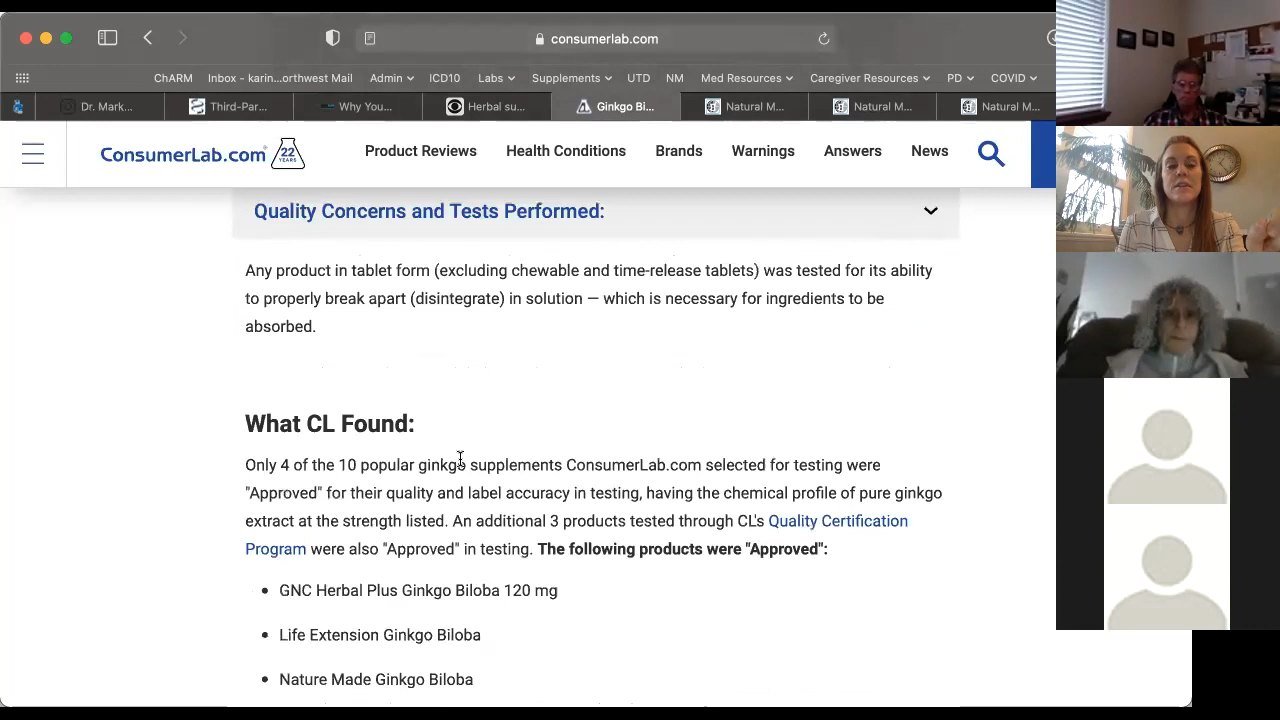 consumerlab.com
ChARM Inbox - karin...orthwest Mail Admin ICD10 Labs Supplements UTD NM Med Resources Caregiver Resources PD COVID
Dr. Mark... Third-Par... Why You... Herbal su... Ginkgo Bi... Natural M... Natural M... Natural M...
ConsumerLab.com 22 YEARS Product Reviews Health Conditions Brands Warnings Answers News
Quality Concerns and Tests Performed:
Any product in tablet form (excluding chewable and time-release tablets) was tested for its ability
to properly break apart (disintegrate) in solution — which is necessary for ingredients to be
absorbed.
What CL Found:
Only 4 of the 10 popular ginkgo supplements ConsumerLab.com selected for testing were
"Approved" for their quality and label accuracy in testing, having the chemical profile of pure ginkgo
extract at the strength listed. An additional 3 products tested through CL's Quality Certification
Program were also "Approved" in testing. The following products were "Approved":
• GNC Herbal Plus Ginkgo Biloba 120 mg
• Life Extension Ginkgo Biloba
• Nature Made Ginkgo Biloba